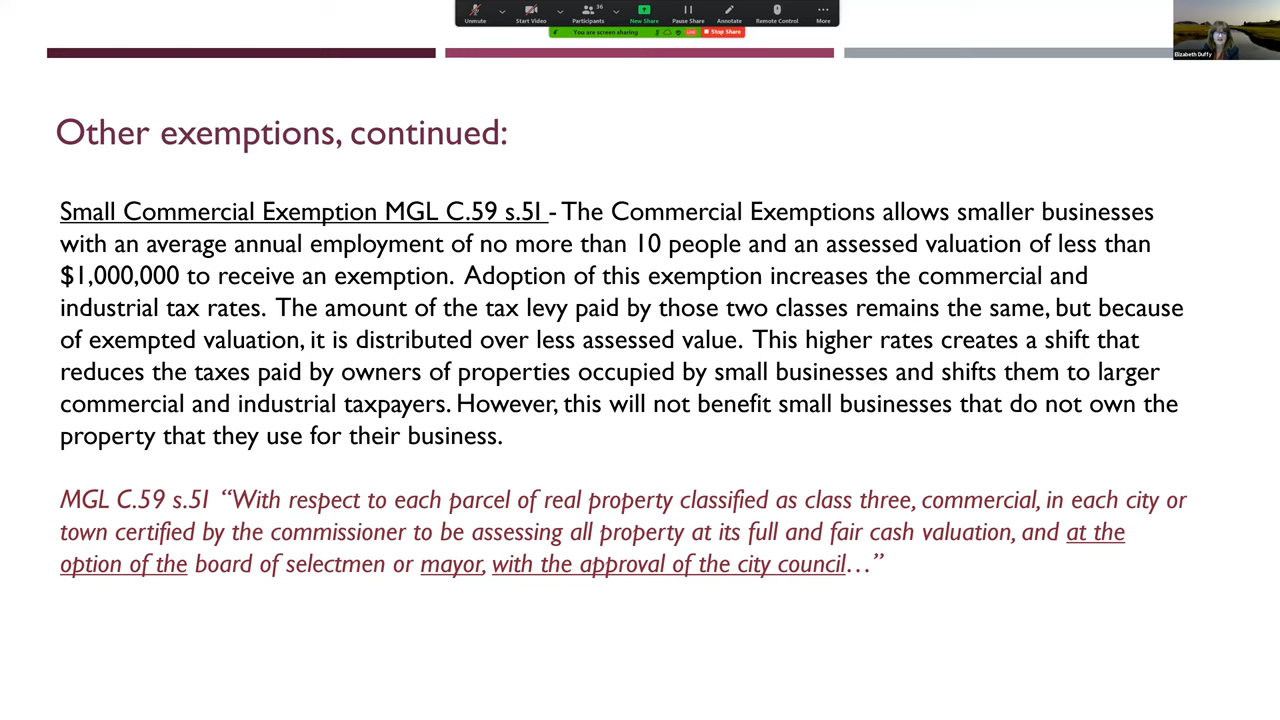 36
Unmute
Start Video
Participants
New Share
Pause Share
Annotate
Remote Control
More
You are screen sharing
LIVE
Stop Share
Elizabeth Duffy
Other exemptions, continued:
Small Commercial Exemption MGL C.59 s.5I - The Commercial Exemptions allows smaller businesses
with an average annual employment of no more than 10 people and an assessed valuation of less than
$1,000,000 to receive an exemption. Adoption of this exemption increases the commercial and
industrial tax rates. The amount of the tax levy paid by those two classes remains the same, but because
of exempted valuation, it is distributed over less assessed value. This higher rates creates a shift that
reduces the taxes paid by owners of properties occupied by small businesses and shifts them to larger
commercial and industrial taxpayers. However, this will not benefit small businesses that do not own the
property that they use for their business.
MGL C.59 s.5I “With respect to each parcel of real property classified as class three, commercial, in each city or
town certified by the commissioner to be assessing all property at its full and fair cash valuation, and at the
option of the board of selectmen or mayor, with the approval of the city council…”